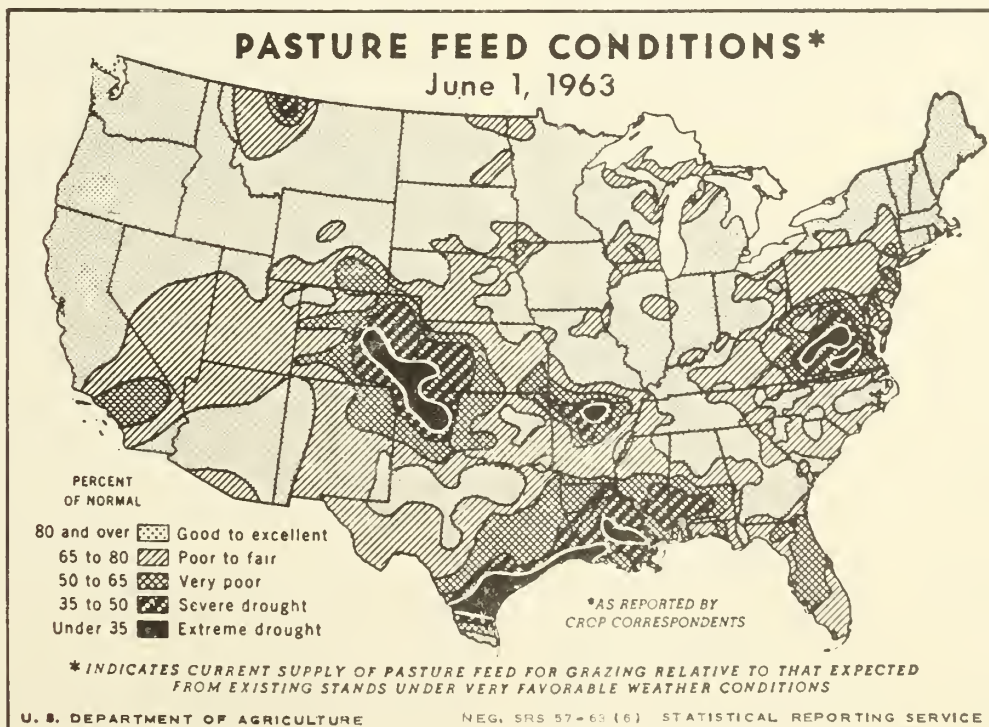 PASTURE FEED CONDITIONS*
June 1, 1963
PERCENT
OF NORMAL
80 and over Good to excellent
65 to 80 Poor to fair
50 to 65 Very poor
35 to 50 Severe drought
Under 35 Extreme drought
*AS REPORTED BY
CRCP CORRESPONDENTS
* INDICATES CURRENT SUPPLY OF PASTURE FEED FOR GRAZING RELATIVE TO THAT EXPECTED
FROM EXISTING STANDS UNDER VERY FAVORABLE WEATHER CONDITIONS
U. S. DEPARTMENT OF AGRICULTURE NEG. SRS 57-63 (6) STATISTICAL REPORTING SERVICE